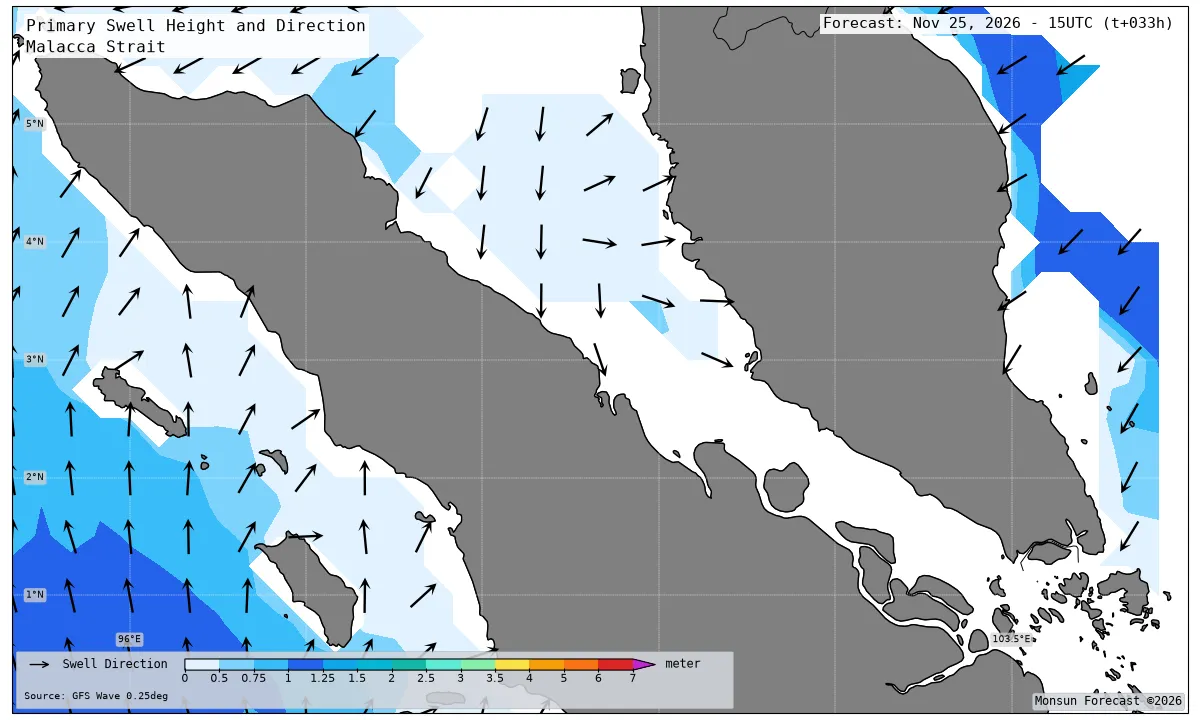 Primary Swell Height and Direction
Malacca Strait
Forecast: Nov 25, 2026 - 15UTC (t+033h)
5°N
4°N
3°N
2°N
1°N
96°E
103.5°E
Swell Direction
0 0.5 0.75 1 1.25 1.5 2 2.5 3 3.5 4 5 6 7
meter
Source: GFS Wave 0.25deg
Monsun Forecast ©2026